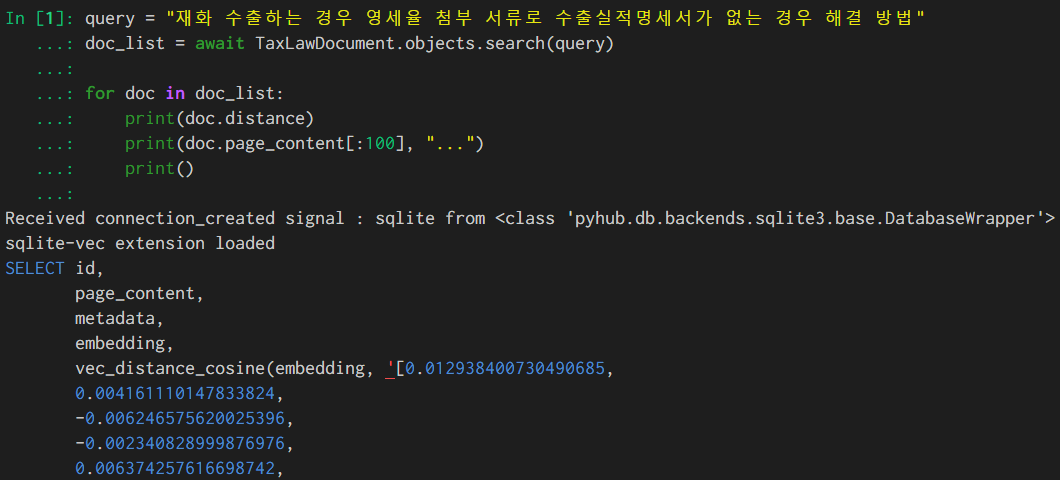 In [1]: query = "재화 수출하는 경우 영세율 첨부 서류로 수출실적명세서가 없는 경우 해결 방법"
   ...: doc_list = await TaxLawDocument.objects.search(query)
   ...:
   ...: for doc in doc_list:
   ...:     print(doc.distance)
   ...:     print(doc.page_content[:100], "...")
   ...:     print()
   ...:
Received connection_created signal : sqlite from <class 'pyhub.db.backends.sqlite3.base.DatabaseWrapper'>
sqlite-vec extension loaded
SELECT id,
       page_content,
       metadata,
       embedding,
       vec_distance_cosine(embedding, '[0.012938400730490685,
       0.004161110147833824,
       -0.006246575620025396,
       -0.002340828999876976,
       0.006374257616698742,